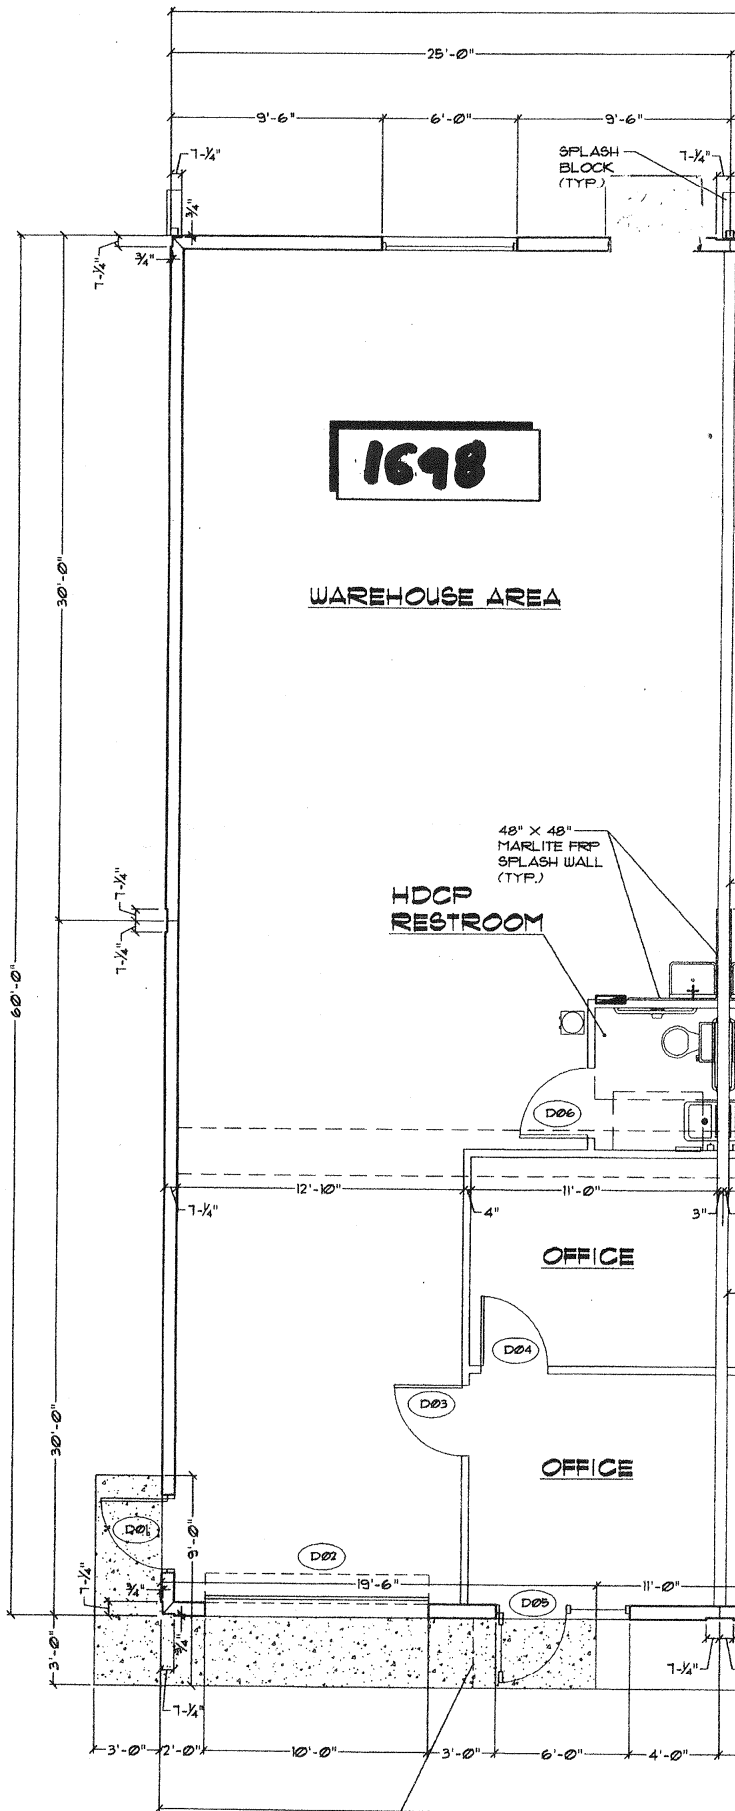 25'-0"
9'-6"
6'-0"
9'-6"
7-1/4"
SPLASH
BLOCK
(TYP.)
7-1/4"
3/4"
7-1/4"
3/4"
1698
30'-0"
WAREHOUSE AREA
48" X 48"
MARLITE FRP
SPLASH WALL
(TYP.)
HDCP
RESTROOM
7-1/4"
7-1/4"
60'-0"
D06
12'-10"
11'-0"
7-1/4"
4"
3"
OFFICE
D04
D03
30'-0"
OFFICE
D01
9'-0"
D02
3/4"
19'-6"
11'-0"
7-1/4"
D05
3/4"
3'-0"
7-1/4"
7-1/4"
3'-0"
2'-0"
10'-0"
3'-0"
6'-0"
4'-0"